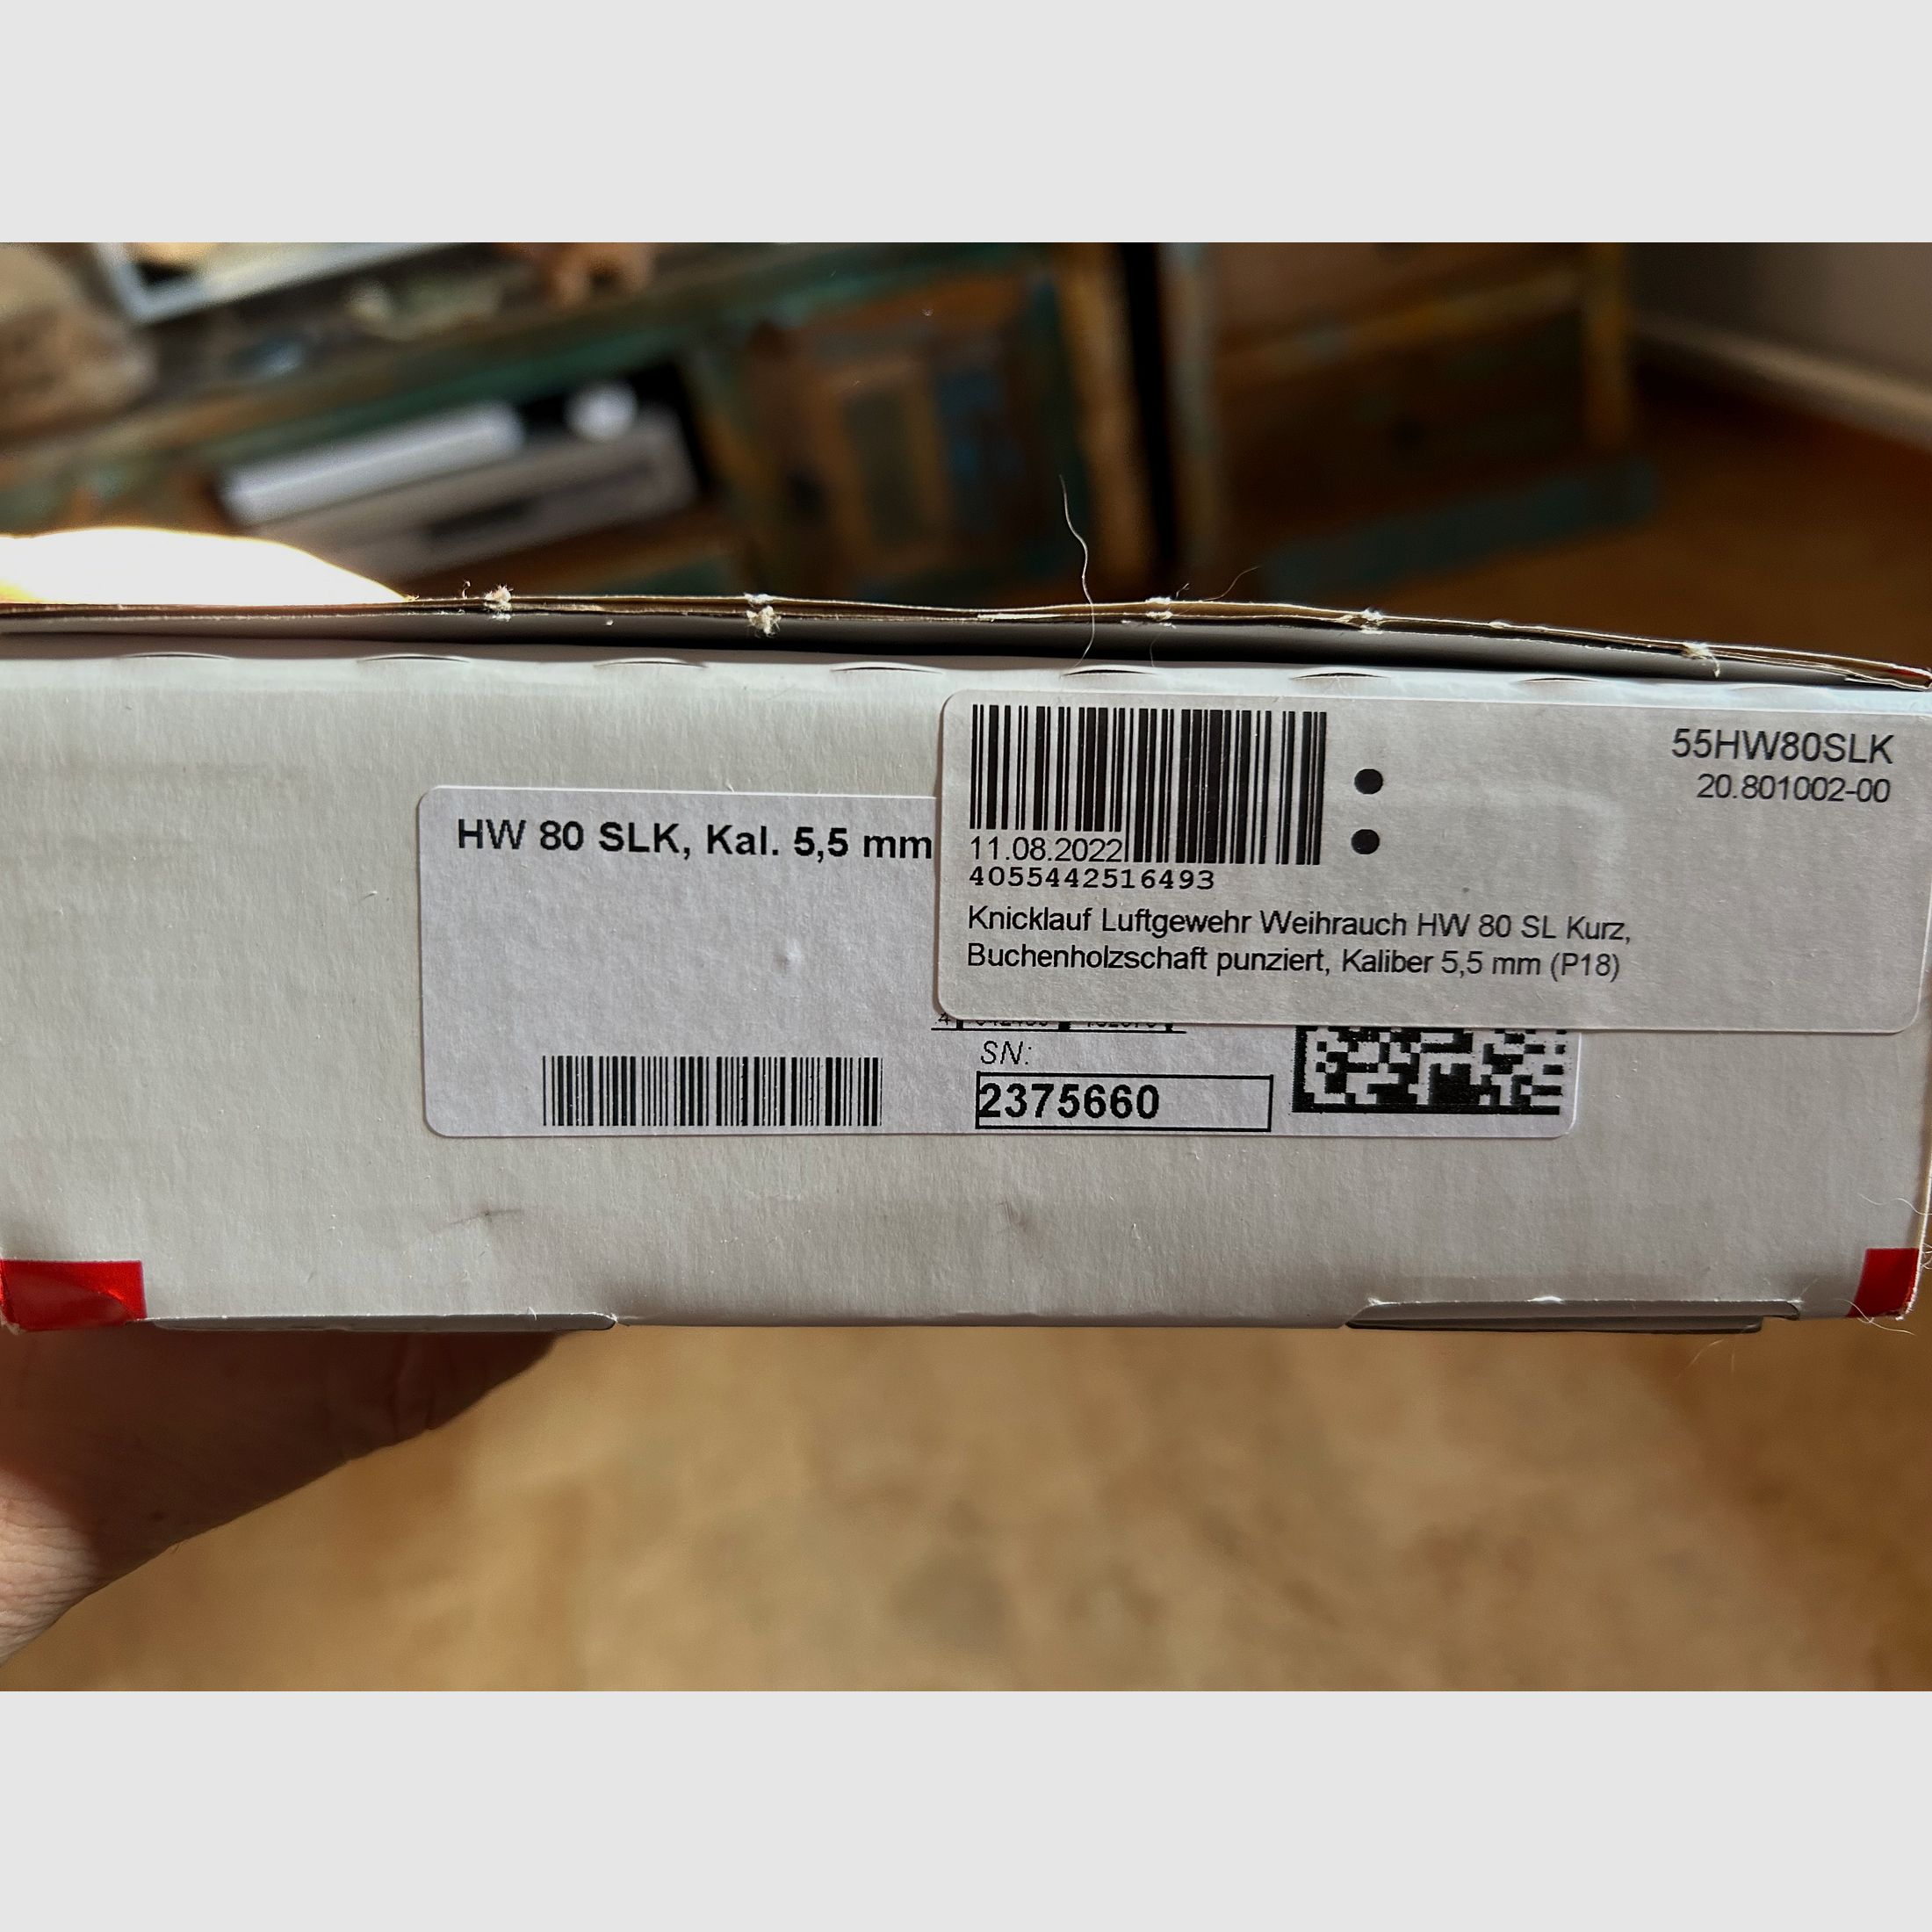 55HW80SLK
20.801002-00
11.08.2022
4055442516493
Knicklauf Luftgewehr Weihrauch HW 80 SL Kurz,
Buchenholzschaft punziert, Kaliber 5,5 mm (P18)
HW 80 SLK, Kal. 5,5 mm
SN:
2375660